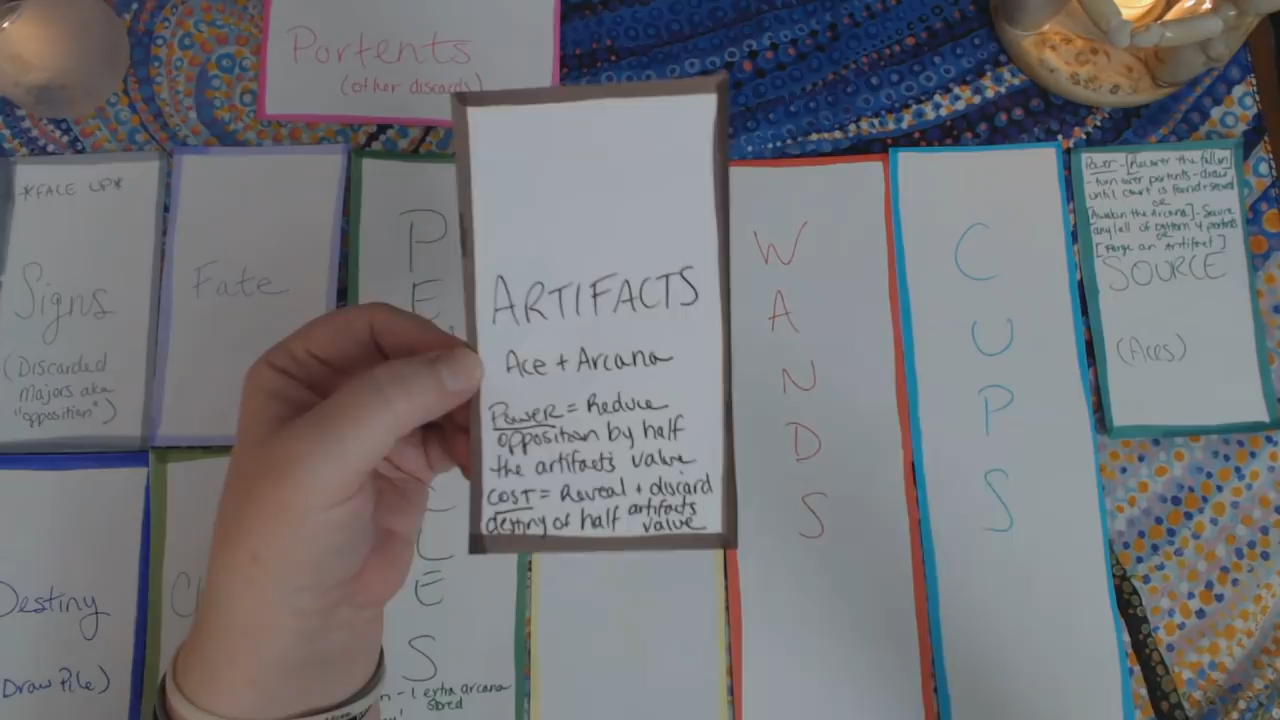 Portents
(other discards)
*FACE UP*
Signs
(Discarded
Majors aka
"opposition")
Fate
P
E
L
E
S
1 extra arcana
stored
ARTIFACTS
Ace + Arcana
Power = Reduce
opposition by half
the artifacts value
COST = Reveal + discard
destiny of half artifacts
value
W
A
N
D
S
C
U
P
S
Power - [Recover the fallen]
- turn over portents - draw
until court is found + stored
or
[Awaken the Arcana] - Secure
any/all of bottom 4 portents
or
[Forge an Artifact]
SOURCE
(Aces)
Destiny
Draw Pile)